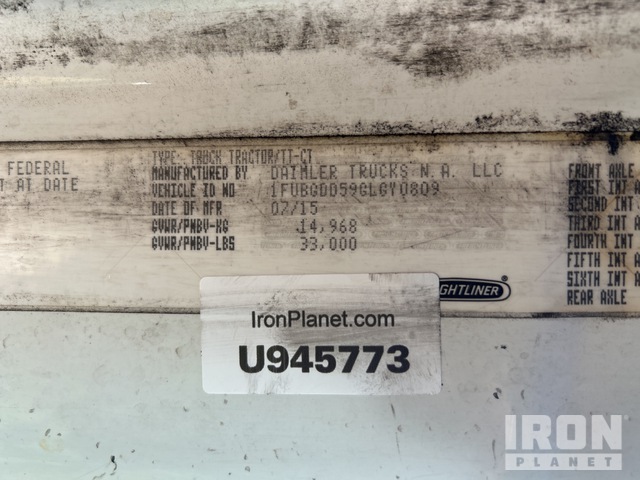 FEDERAL
T AT DATE
TYPE: TRUCK TRACTOR/TT-CT
MANUFACTURED BY DAIMLER TRUCKS N.A. LLC
VEHICLE ID NO 1FUBGDD59GLGY0809
DATE OF MFR 07/15
GVWR/PNBV-KG 14,968
GVWR/PNBV-LBS 33,000
FRONT AXLE
FIRST INT A
SECOND INT
THIRD INT A
FOURTH INT
FIFTH INT A
SIXTH INT A
REAR AXLE
GHTLINER
IronPlanet.com
U945773
IRON
PLANET